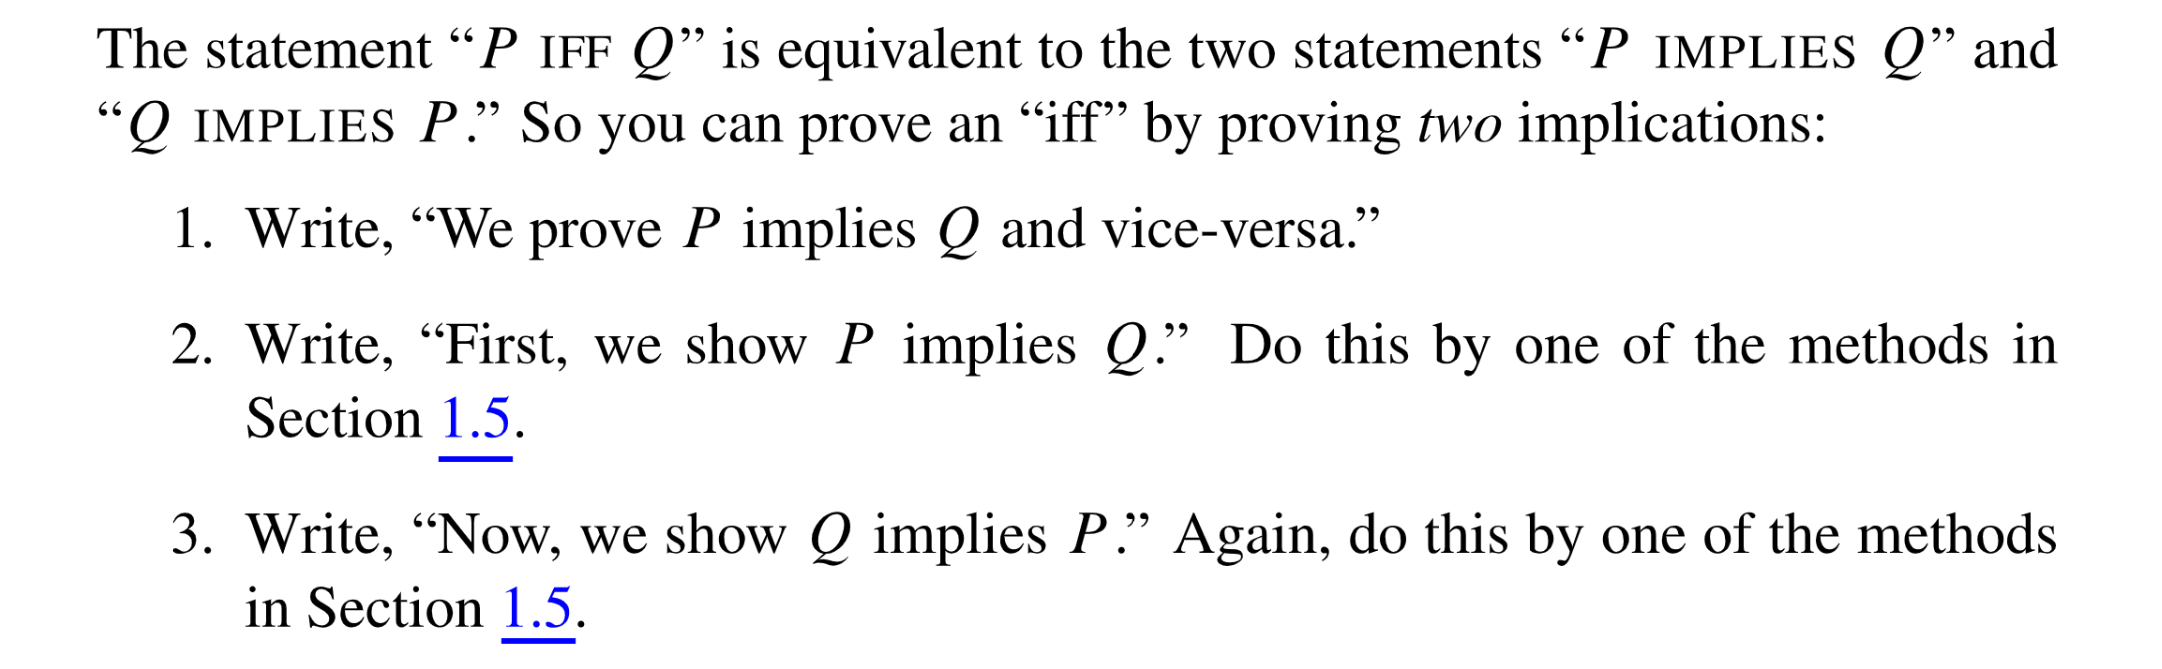 The statement “P IFF Q” is equivalent to the two statements “P IMPLIES Q” and
“Q IMPLIES P.” So you can prove an “iff” by proving two implications:
1. Write, “We prove P implies Q and vice-versa.”
2. Write, “First, we show P implies Q.” Do this by one of the methods in
Section 1.5.
3. Write, “Now, we show Q implies P.” Again, do this by one of the methods
in Section 1.5.